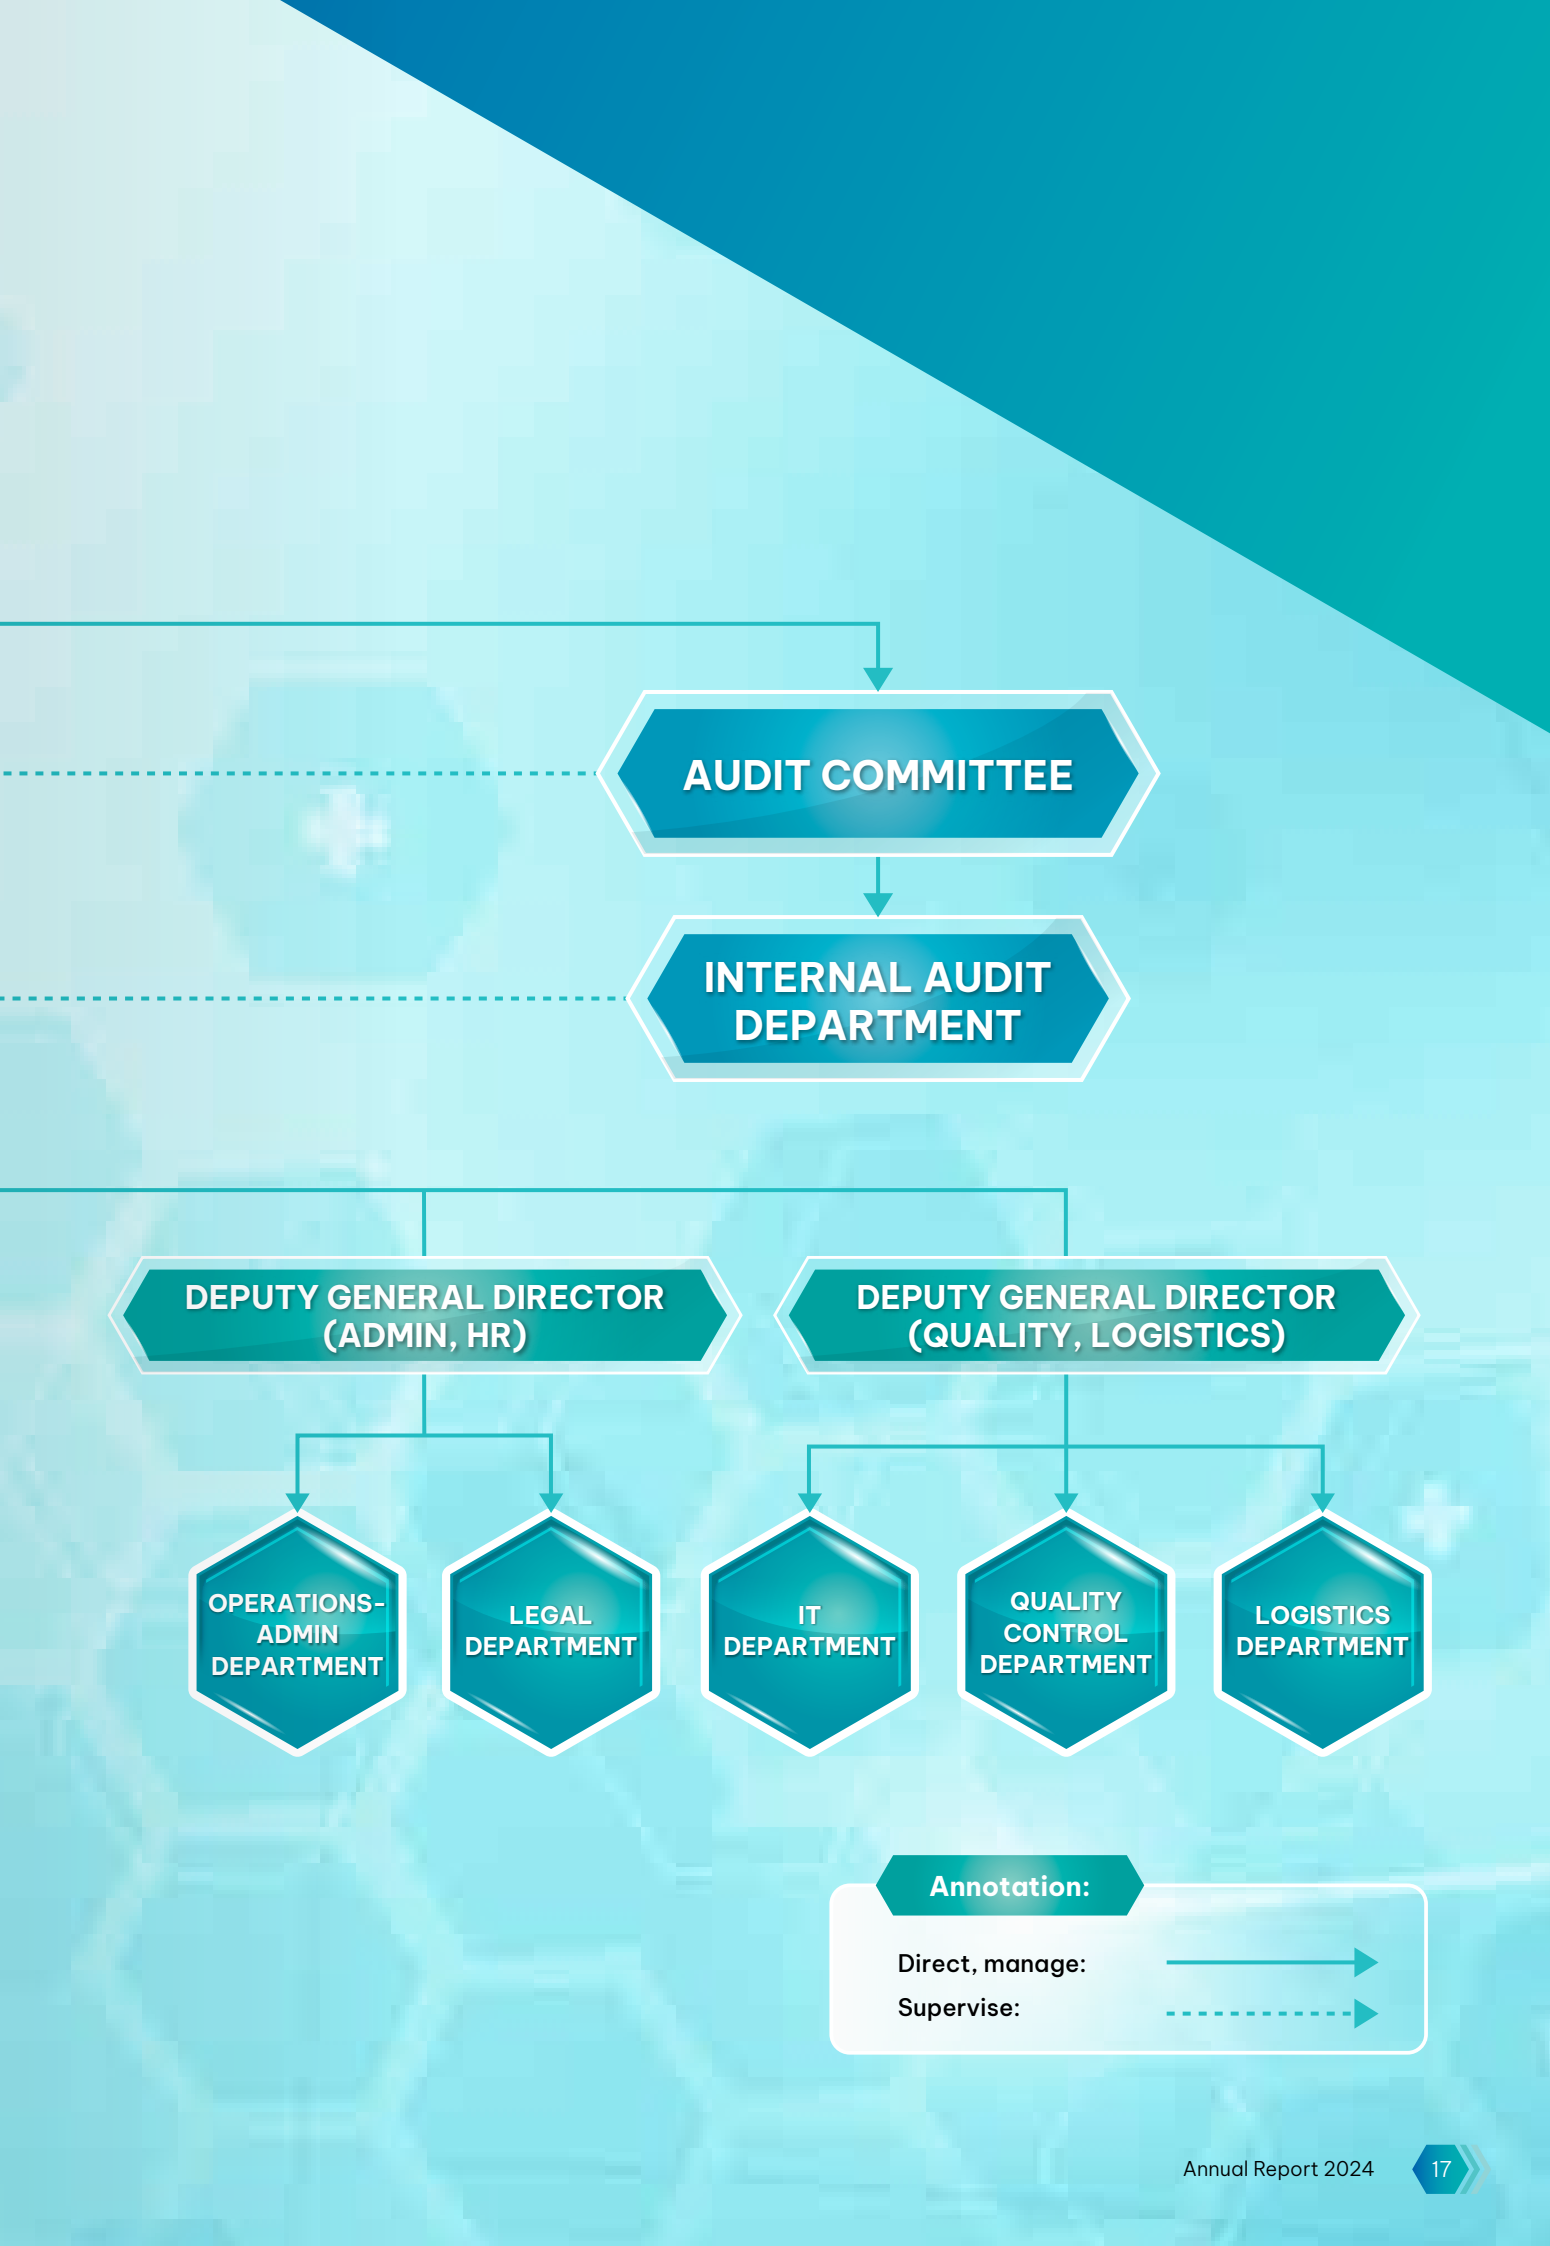 AUDIT COMMITTEE
INTERNAL AUDIT
DEPARTMENT
DEPUTY GENERAL DIRECTOR
(ADMIN, HR)
DEPUTY GENERAL DIRECTOR
(QUALITY, LOGISTICS)
OPERATIONS-
ADMIN
DEPARTMENT
LEGAL
DEPARTMENT
IT
DEPARTMENT
QUALITY
CONTROL
DEPARTMENT
LOGISTICS
DEPARTMENT
Annotation:
Direct, manage:
Supervise:
Annual Report 2024
17